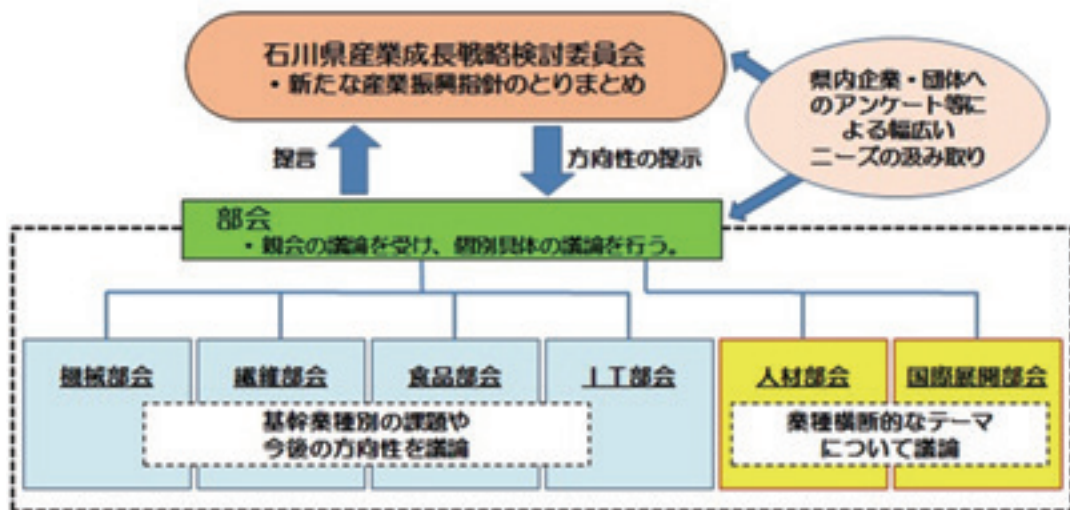 石川県産業成長戦略検討委員会
・新たな産業振興指針のとりまとめ
県内企業・団体へ
のアンケート等に
よる幅広い
ニーズの汲み取り
提言
方向性の提示
部会
・親会の議論を受け、個別具体の議論を行う。
機械部会
繊維部会
食品部会
IT部会
人材部会
国際展開部会
基幹業種別の課題や
今後の方向性を議論
業種横断的なテーマ
について議論